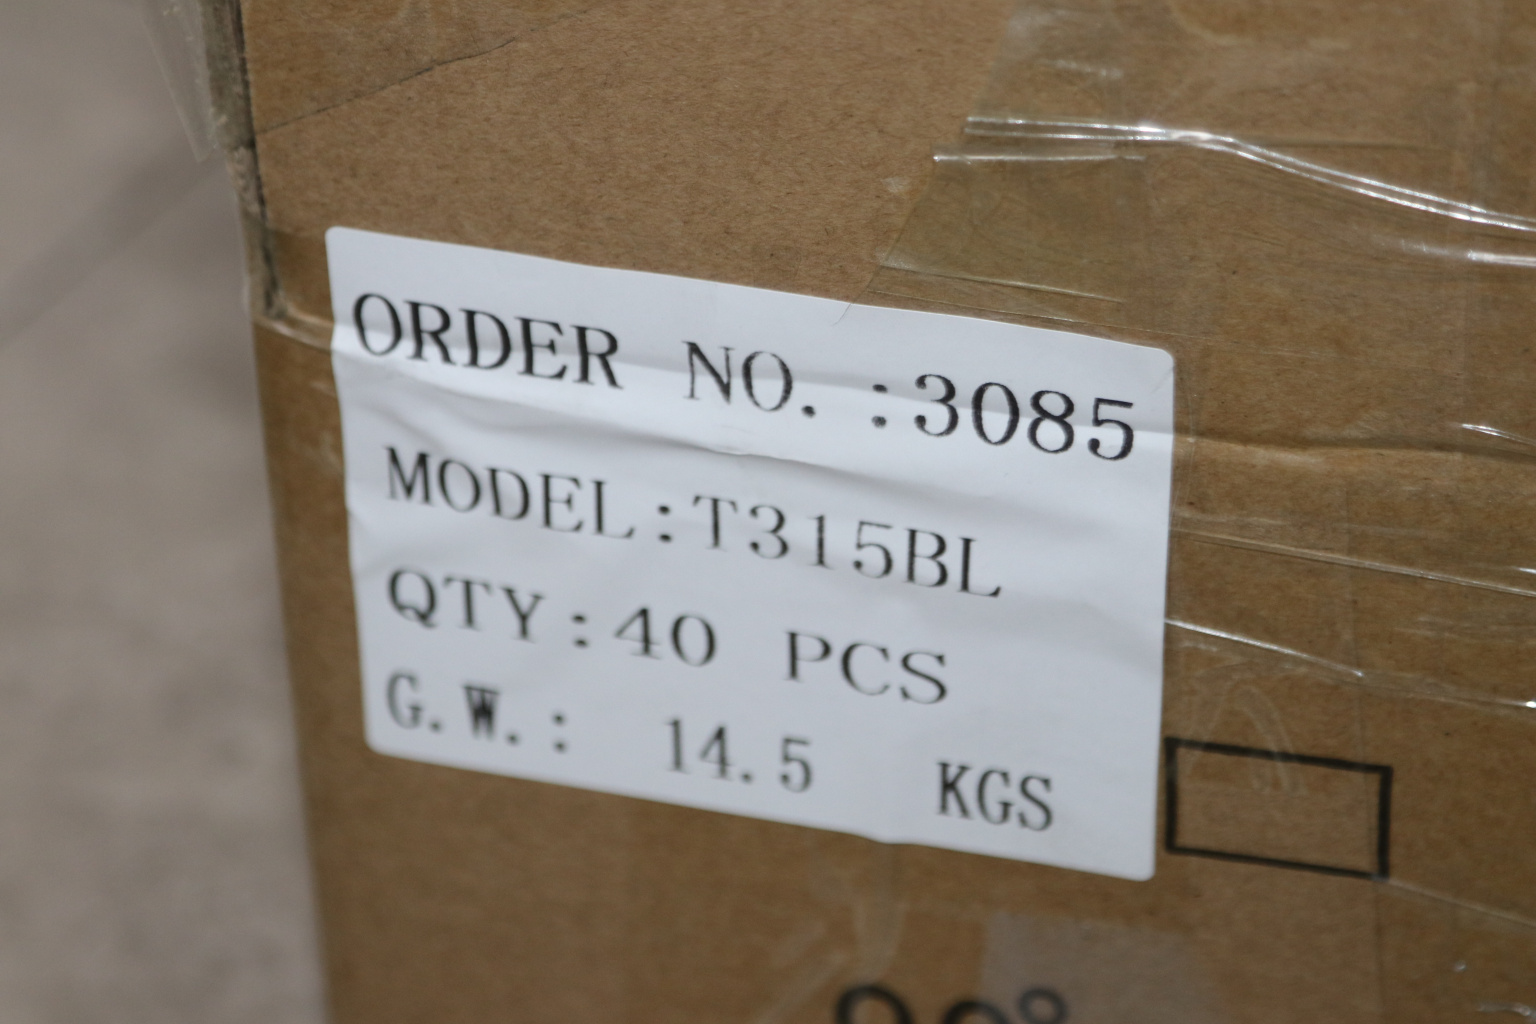 ORDER NO. :3085
MODEL:T315BL
QTY:40 PCS
G.W.: 14.5 KGS